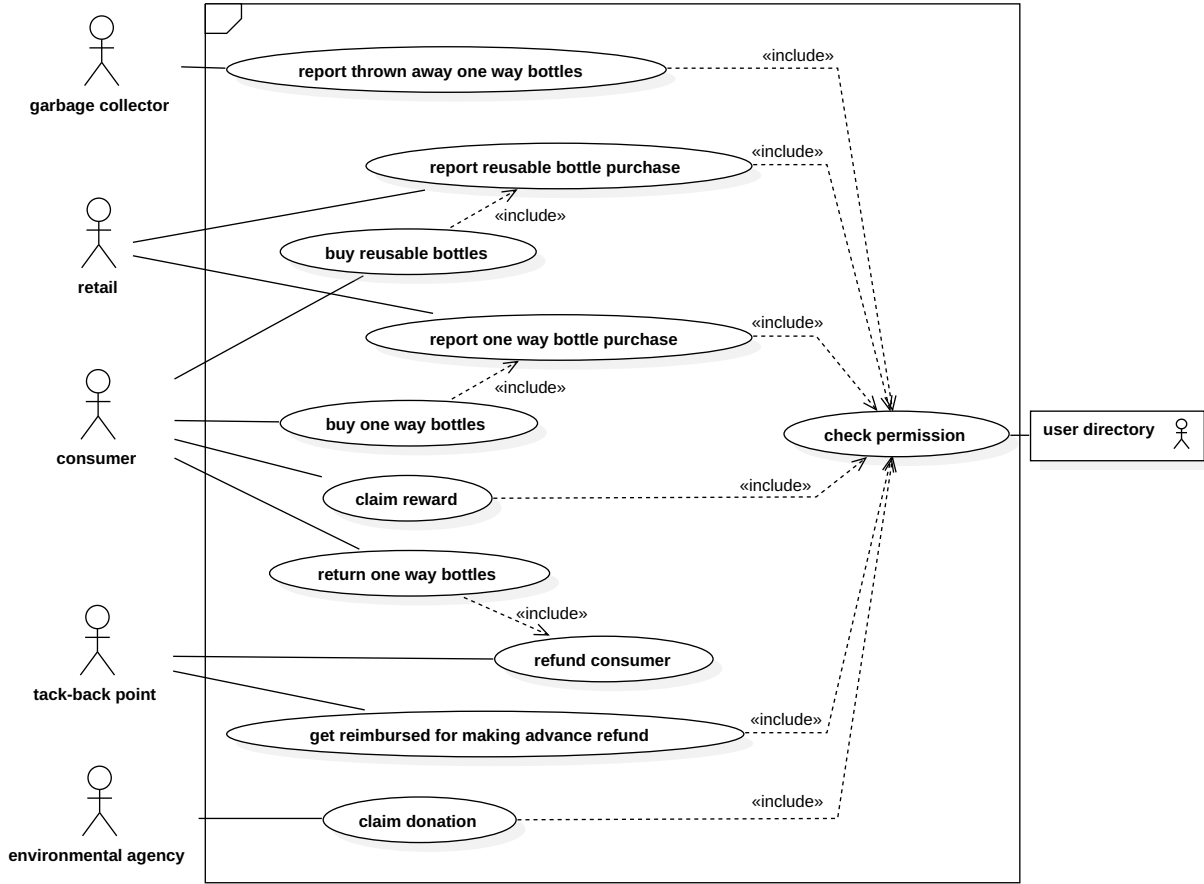 «include»
report thrown away one way bottles
garbage collector
«include»
report reusable bottle purchase
«include»
buy reusable bottles
retail
«include»
report one way bottle purchase
«include»
buy one way bottles
check permission
user directory
consumer
«include»
claim reward
return one way bottles
«include»
refund consumer
tack-back point
«include»
get reimbursed for making advance refund
«include»
claim donation
environmental agency